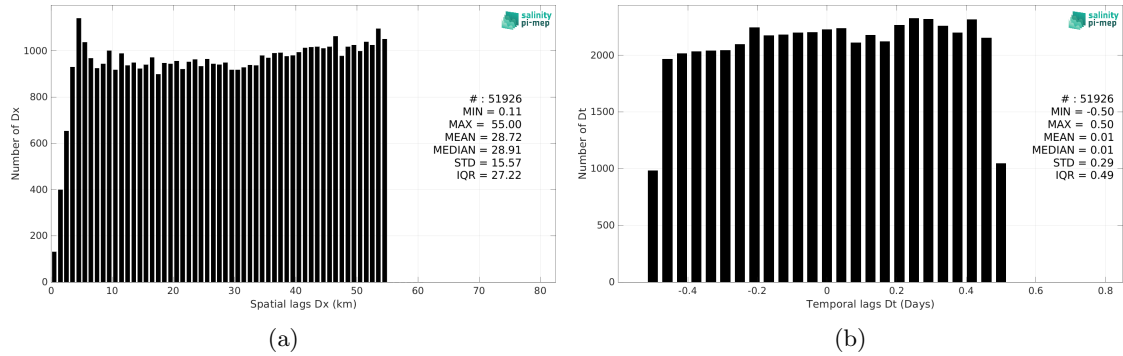 salinity
pi-mep
1000
800
600
400
200
0
Number of Dx
# : 51926
MIN = 0.11
MAX = 55.00
MEAN = 28.72
MEDIAN = 28.91
STD = 15.57
IQR = 27.22
0 10 20 30 40 50 60 70 80
Spatial lags Dx (km)
(a)
salinity
pi-mep
2000
1500
1000
500
0
Number of Dt
# : 51926
MIN = -0.50
MAX = 0.50
MEAN = 0.01
MEDIAN = 0.01
STD = 0.29
IQR = 0.49
-0.4 -0.2 0 0.2 0.4 0.6 0.8
Temporal lags Dt (Days)
(b)